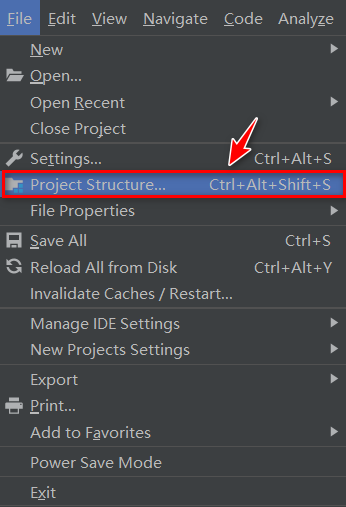 File Edit View Navigate Code Analyze
New
Open...
Open Recent
Close Project
Settings... Ctrl+Alt+S
Project Structure... Ctrl+Alt+Shift+S
File Properties
Save All Ctrl+S
Reload All from Disk Ctrl+Alt+Y
Invalidate Caches / Restart...
Manage IDE Settings
New Projects Settings
Export
Print...
Add to Favorites
Power Save Mode
Exit